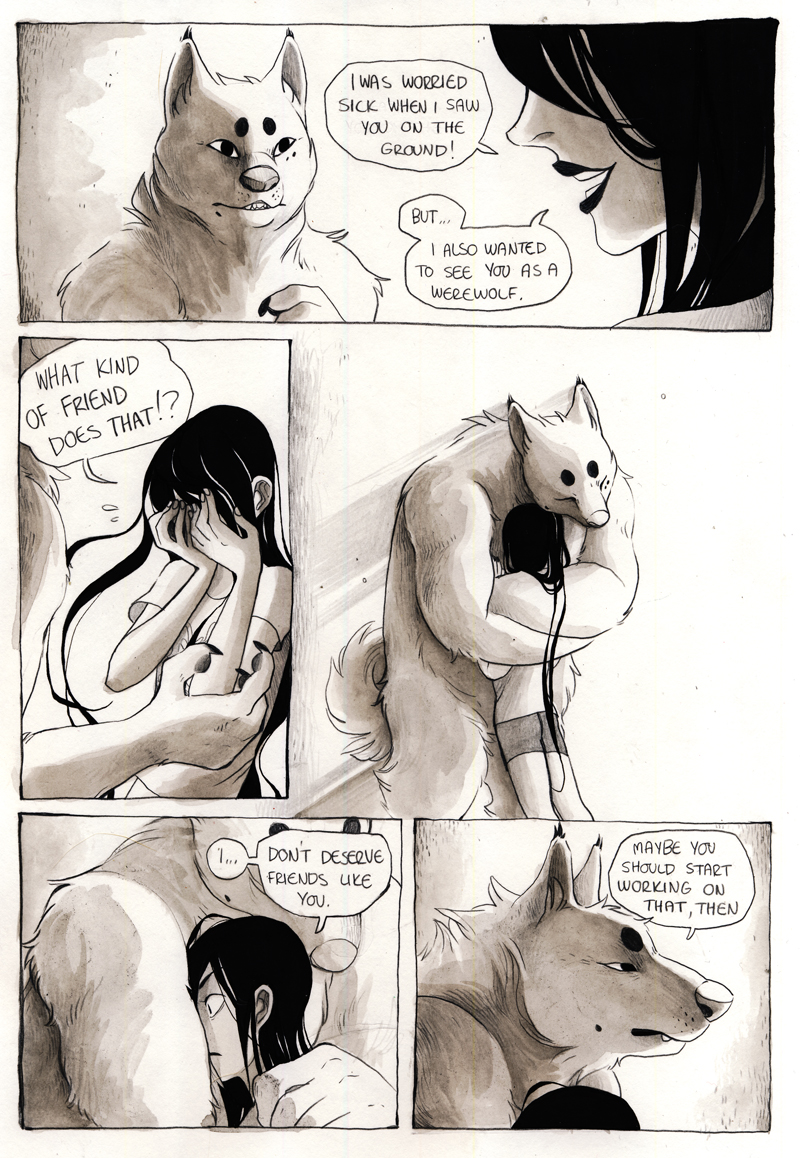 I WAS WORRIED
SICK WHEN I SAW
YOU ON THE
GROUND!
BUT...
I ALSO WANTED
TO SEE YOU AS A
WEREWOLF.
WHAT KIND
OF FRIEND
DOES THAT!?
I...
DON'T DESERVE
FRIENDS LIKE
YOU.
MAYBE YOU
SHOULD START
WORKING ON
THAT, THEN